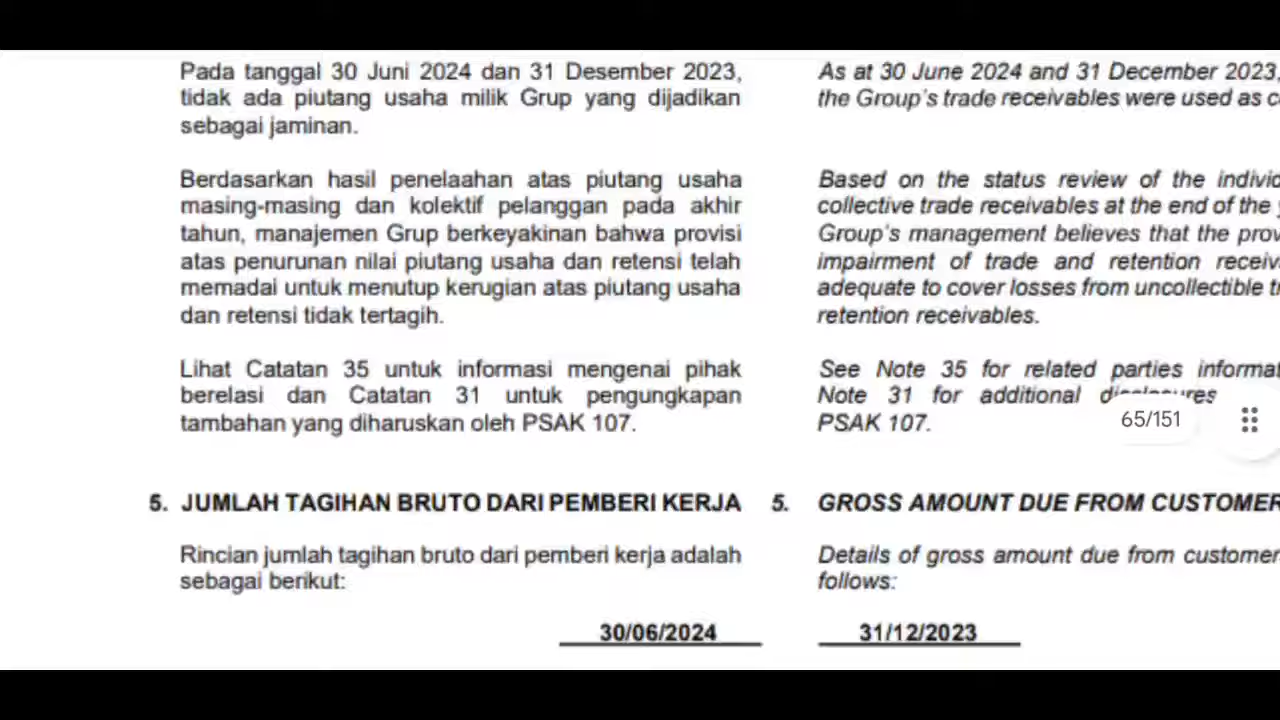 Pada tanggal 30 Juni 2024 dan 31 Desember 2023,
tidak ada piutang usaha milik Grup yang dijadikan
sebagai jaminan.
Berdasarkan hasil penelaahan atas piutang usaha
masing-masing dan kolektif pelanggan pada akhir
tahun, manajemen Grup berkeyakinan bahwa provisi
atas penurunan nilai piutang usaha dan retensi telah
memadai untuk menutup kerugian atas piutang usaha
dan retensi tidak tertagih.
Lihat Catatan 35 untuk informasi mengenai pihak
berelasi dan Catatan 31 untuk pengungkapan
tambahan yang diharuskan oleh PSAK 107.
5. JUMLAH TAGIHAN BRUTO DARI PEMBERI KERJA
Rincian jumlah tagihan bruto dari pemberi kerja adalah
sebagai berikut:
30/06/2024
As at 30 June 2024 and 31 December 2023,
the Group's trade receivables were used as
Based on the status review of the
collective trade receivables at the end of the
Group's management believes that the
impairment of trade and retention
adequate to cover losses from uncollectible
retention receivables.
See Note 35 for related parties
Note 31 for additional
PSAK 107.
65/151
5. GROSS AMOUNT DUE FROM
Details of gross amount due from
follows:
31/12/2023